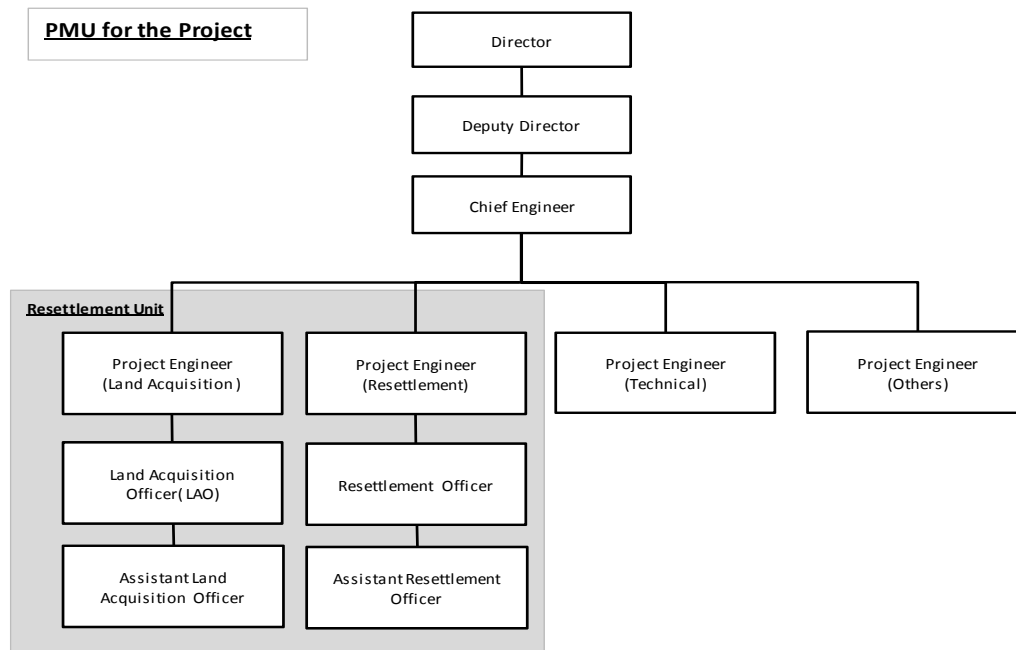 PMU for the Project
Director
Deputy Director
Chief Engineer
Resettlement Unit
Project Engineer
(Land Acquisition)
Project Engineer
(Resettlement)
Project Engineer
(Technical)
Project Engineer
(Others)
Land Acquisition
Officer( LAO)
Resettlement Officer
Assistant Land
Acquisition Officer
Assistant Resettlement
Officer